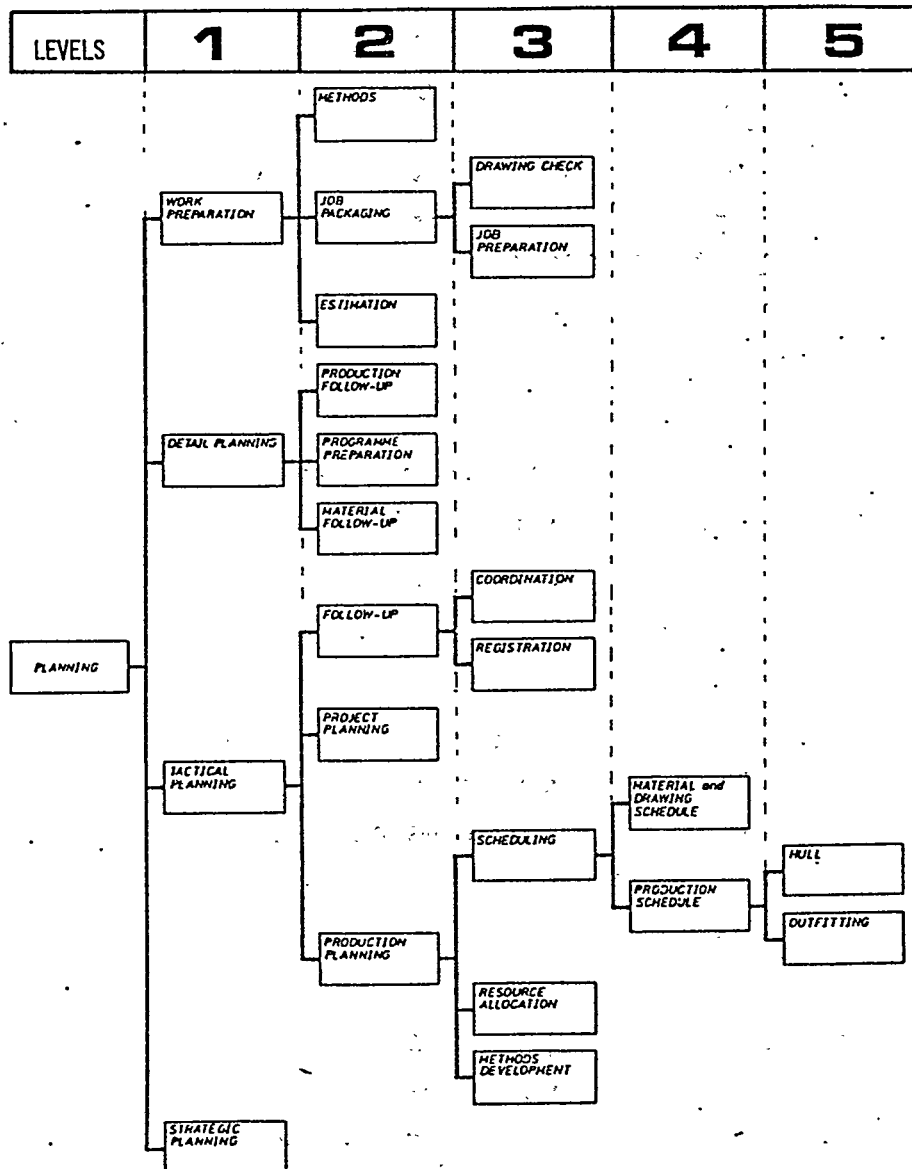 LEVELS 1 2 3 4 5
METHODS
DRAWING CHECK
WORK
PREPARATION
JOB
PACKAGING
JOB
PREPARATION
ESTIMATION
PRODUCTION
FOLLOW-UP
DETAIL PLANNING
PROGRAMME
PREPARATION
MATERIAL
FOLLOW-UP
COORDINATION
FOLLOW-UP
REGISTRATION
PLANNING
PROJECT
PLANNING
TACTICAL
PLANNING
MATERIAL and
DRAWING
SCHEDULE
SCHEDULING
HULL
PRODUCTION
SCHEDULE
OUTFITTING
PRODUCTION
PLANNING
RESOURCE
ALLOCATION
METHODS
DEVELOPMENT
STRATEGIC
PLANNING